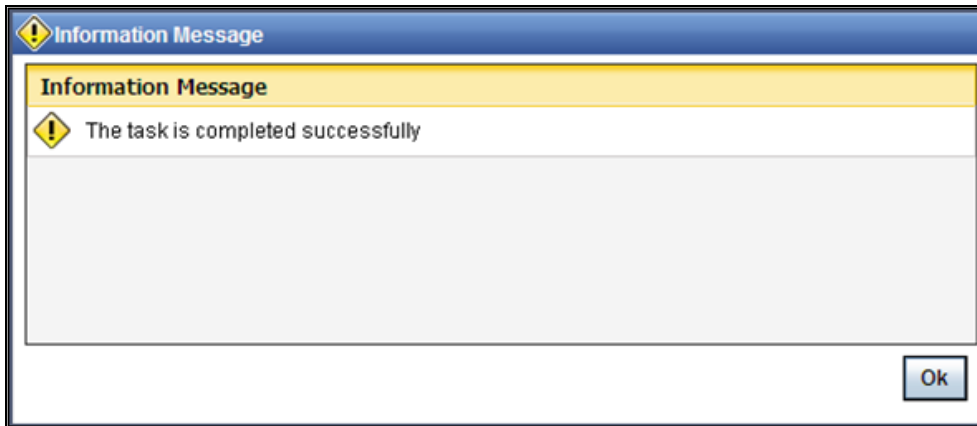 Information Message
Information Message
The task is completed successfully
Ok